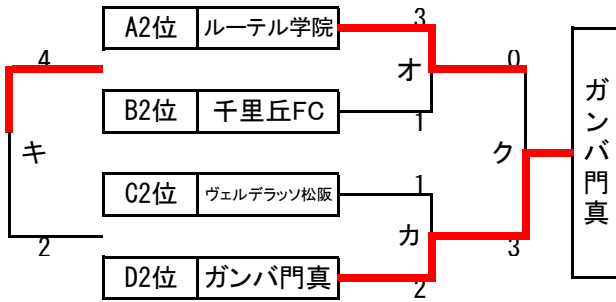 A2位 ルーテル学院 3
4 オ 0
B2位 千里丘FC 1
キ ク ガンバ門真
C2位 ヴェルデラッソ松阪 1
2 カ 3
D2位 ガンバ門真 2